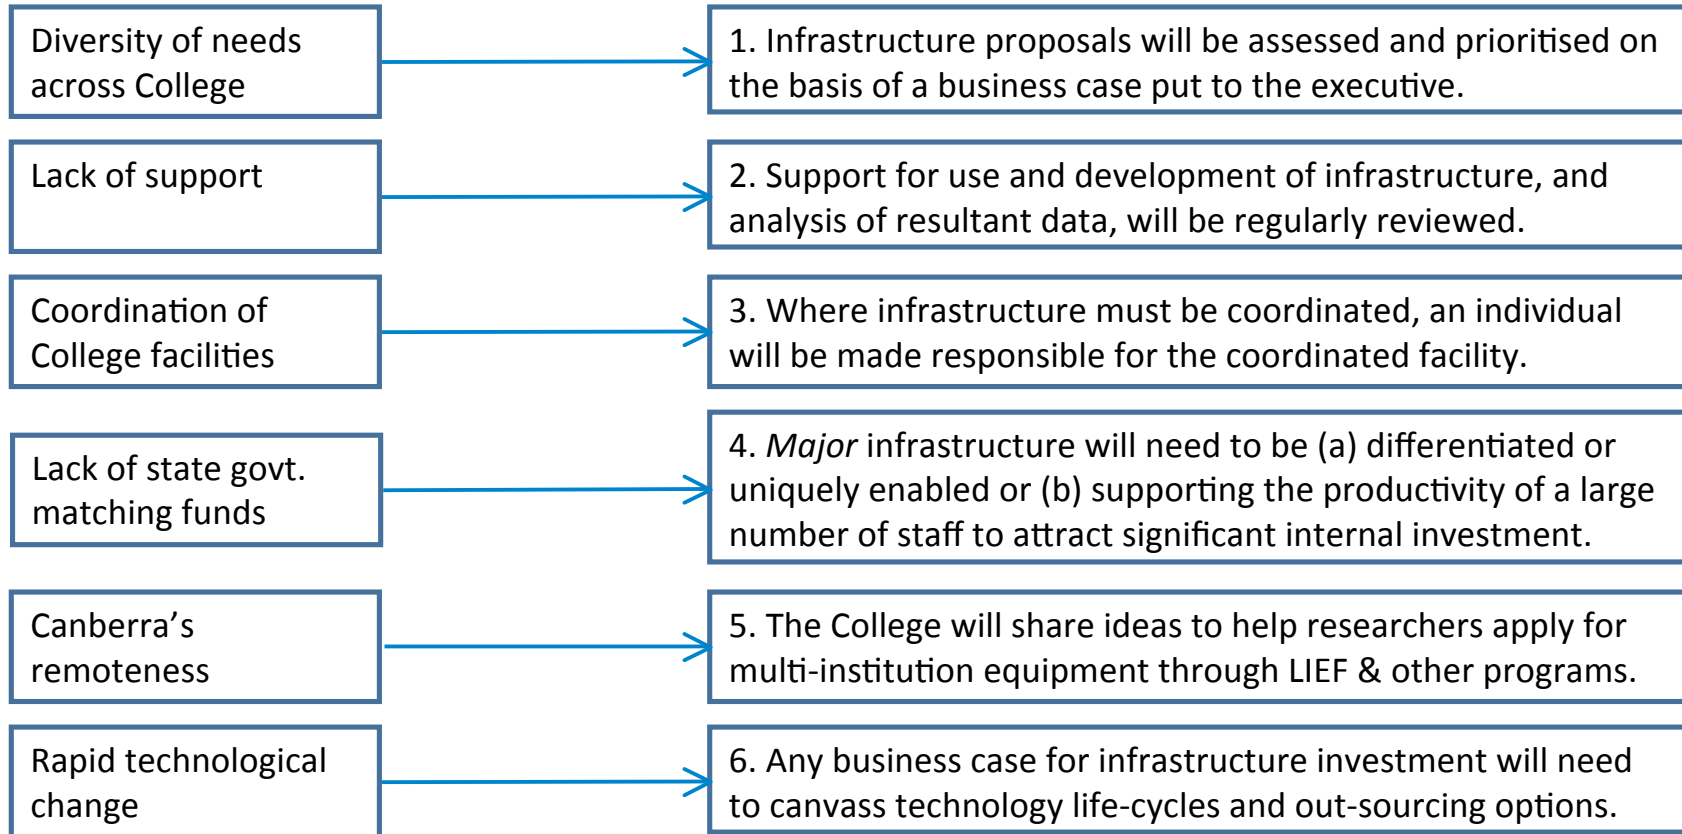 Diversity of needs
across College
1. Infrastructure proposals will be assessed and prioritised on
the basis of a business case put to the executive.
Lack of support
2. Support for use and development of infrastructure, and
analysis of resultant data, will be regularly reviewed.
Coordination of
College facilities
3. Where infrastructure must be coordinated, an individual
will be made responsible for the coordinated facility.
Lack of state govt.
matching funds
4. Major infrastructure will need to be (a) differentiated or
uniquely enabled or (b) supporting the productivity of a large
number of staff to attract significant internal investment.
Canberra’s
remoteness
5. The College will share ideas to help researchers apply for
multi-institution equipment through LIEF & other programs.
Rapid technological
change
6. Any business case for infrastructure investment will need
to canvass technology life-cycles and out-sourcing options.